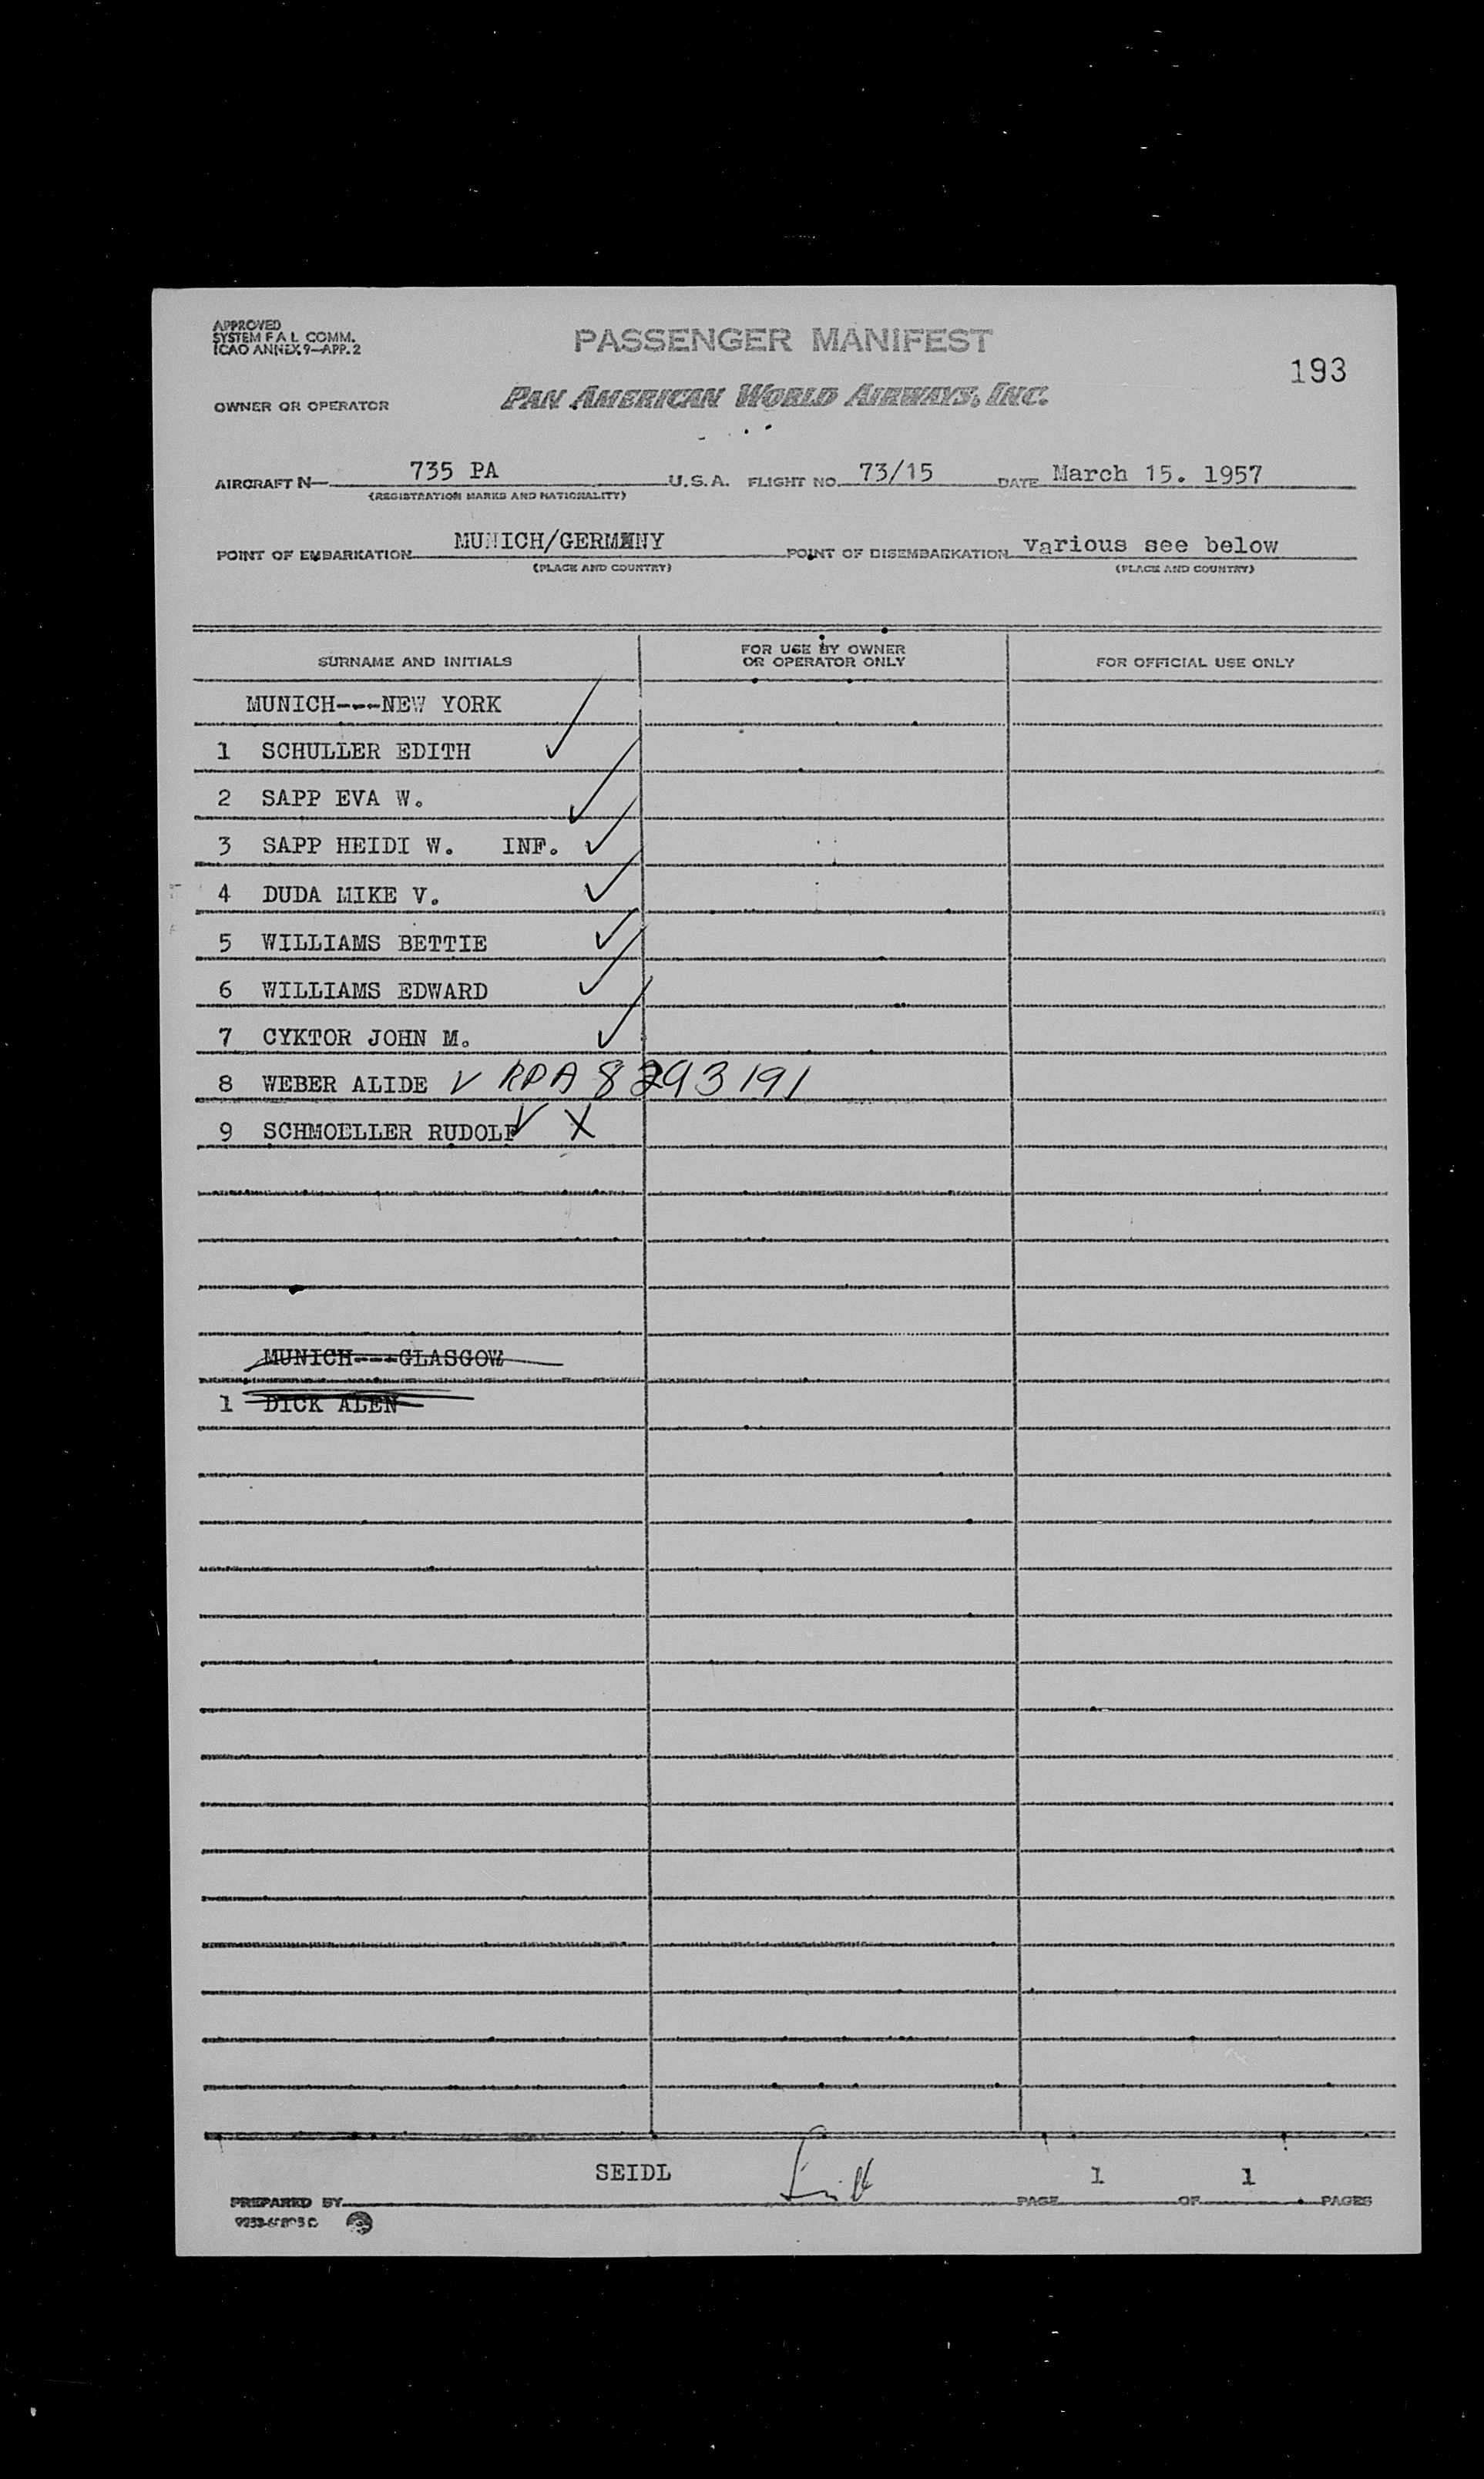 APPROVED
SYSTEM F A L COMM.
ICAO ANNEX 9—APP. 2
PASSENGER MANIFEST
193
OWNER OR OPERATOR PAN AMERICAN WORLD AIRWAYS, INC.
AIRCRAFT N— 735 PA U.S.A. FLIGHT NO. 73/15 DATE March 15. 1957
(REGISTRATION MARKS AND NATIONALITY)
POINT OF EMBARKATION MUNICH/GERMANY POINT OF DISEMBARKATION various see below
(PLACE AND COUNTRY) (PLACE AND COUNTRY)
SURNAME AND INITIALS FOR USE BY OWNER OR OPERATOR ONLY FOR OFFICIAL USE ONLY
MUNICH---NEW YORK
1 SCHULLER EDITH ✓
2 SAPP EVA W. ✓
3 SAPP HEIDI W. INF. ✓
4 DUDA MIKE V. ✓
5 WILLIAMS BETTIE ✓
6 WILLIAMS EDWARD ✓
7 CYKTOR JOHN M. ✓
8 WEBER ALIDE ✓ RPA 8293191
9 SCHMOELLER RUDOLF ✓ X
MUNICH---GLASGOW
1 DICK ALEN
PREPARED BY SEIDL PAGE 1 OF 1 PAGES